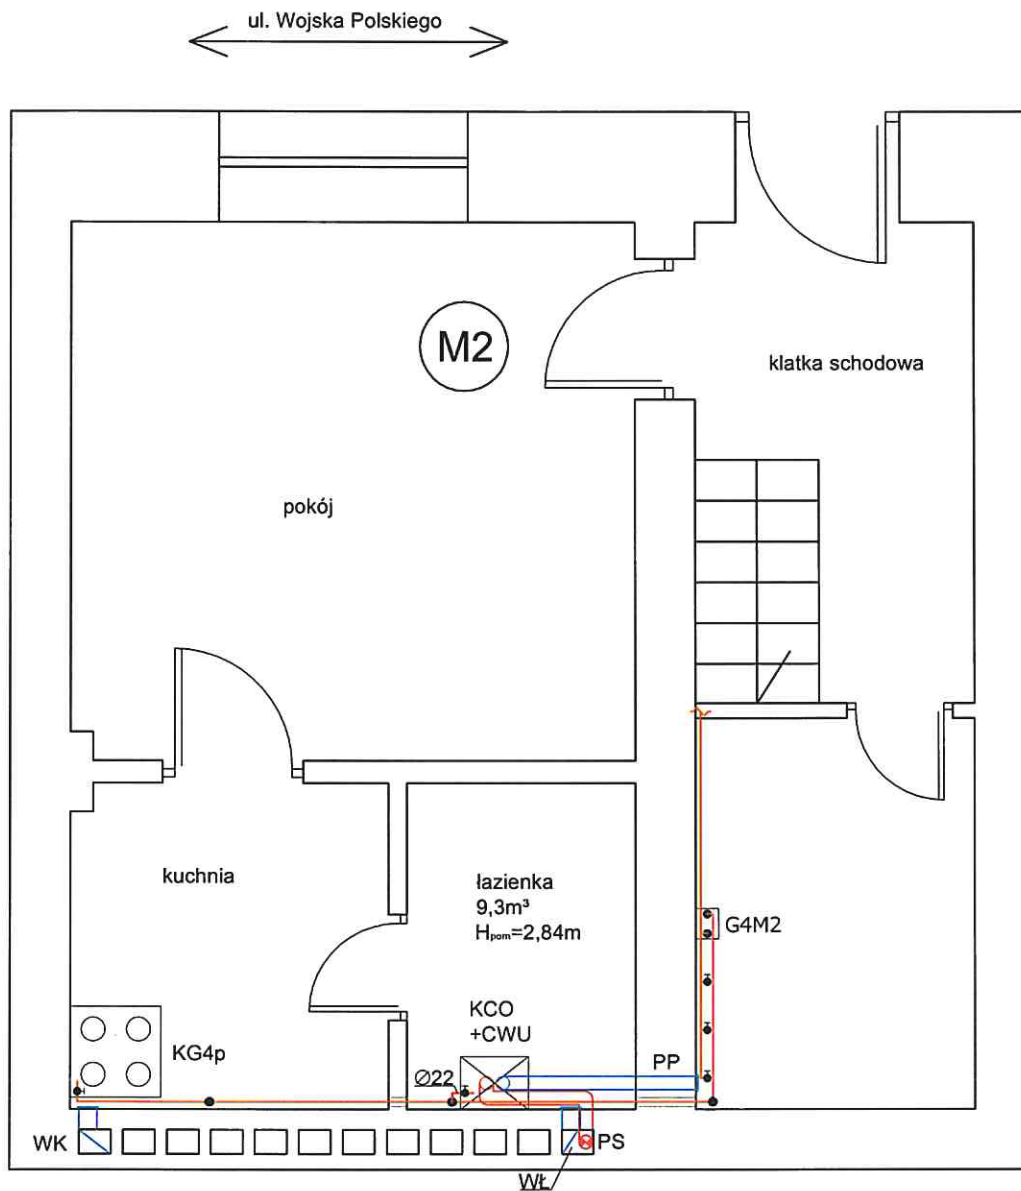 ul. Wojska Polskiego
M2
klatka schodowa
pokój
kuchnia
łazienka
9,3m³
Hpom=2,84m
G4M2
KCO
+CWU
KG4p
Ø22
PP
WK
PS
WŁ